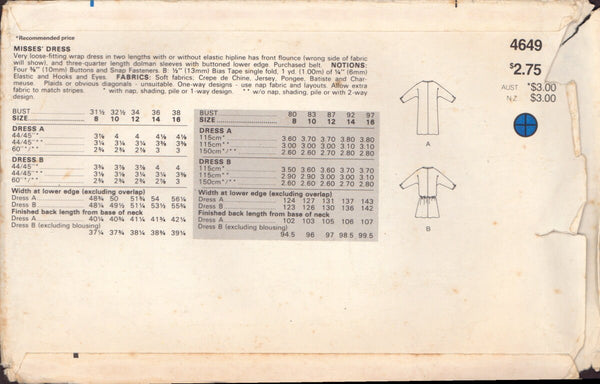 *Recommended price
MISSES' DRESS
Very loose-fitting wrap dress in two lengths with or without elastic hipline has front flounce (wrong side of fabric
will show), and three-quarter length dolman sleeves with buttoned lower edge. Purchased belt. NOTIONS:
Four ⅜" (10mm) Buttons and Snap Fasteners. B: ½" (13mm) Bias Tape single fold, 1 yd. (1.00m) of ¼" (6mm)
Elastic and Hooks and Eyes. FABRICS: Soft fabrics; Crepe de Chine, Jersey, Pongee, Batiste and Char-
meuse. Plaids or obvious diagonals - unsuitable. One-way designs - use nap fabric and layouts. Allow extra
fabric to match stripes. * with nap, shading, pile or 1-way design. ** w/o nap, shading, pile or with 2-way
design.
BUST 31½ 32½ 34 36 38
SIZE 8 10 12 14 16
DRESS A
44/45"* 3⅞ 4 4 4⅛ 4⅛
44/45"** 3¼ 3¼ 3¼ 3⅜ 3⅜
60"*/** 2¾ 2¾ 2⅞ 3 3
DRESS B
44/45"* 3¾ 3⅞ 3⅞ 4 4
44/45"** 3⅛ 3⅛ 3¼ 3¼ 3⅜
60"*/** 2¾ 2¾ 2¾ 2⅞ 3
Width at lower edge (excluding overlap)
Dress A 48¾ 50 51¾ 54 56¼
Dress B 48¼ 49½ 51¼ 53½ 55¾
Finished back length from base of neck
Dress A 40¼ 40¾ 41¼ 41¾ 42¼
Dress B (excluding blousing)
37¼ 37¾ 38¼ 38¾ 39¼
BUST 80 83 87 92 97
SIZE 8 10 12 14 16
DRESS A
115cm* 3.60 3.70 3.70 3.80 3.80
115cm** 3.00 3.00 3.00 3.10 3.10
150cm*/** 2.60 2.60 2.70 2.80 2.80
DRESS B
115cm* 3.50 3.60 3.60 3.70 3.70
115cm** 2.90 2.90 3.00 3.00 3.10
150cm*/** 2.60 2.60 2.60 2.70 2.80
Width at lower edge (excluding overlap)
Dress A 124 127 131 137 143
Dress B 123 126 130 136 142
Finished back length from base of neck
Dress A 102 103 105 106 107
Dress B (excluding blousing)
94.5 96 97 98.5 99.5
A
B
4649
$2.75
AUST *$3.00
N.Z. $3.00